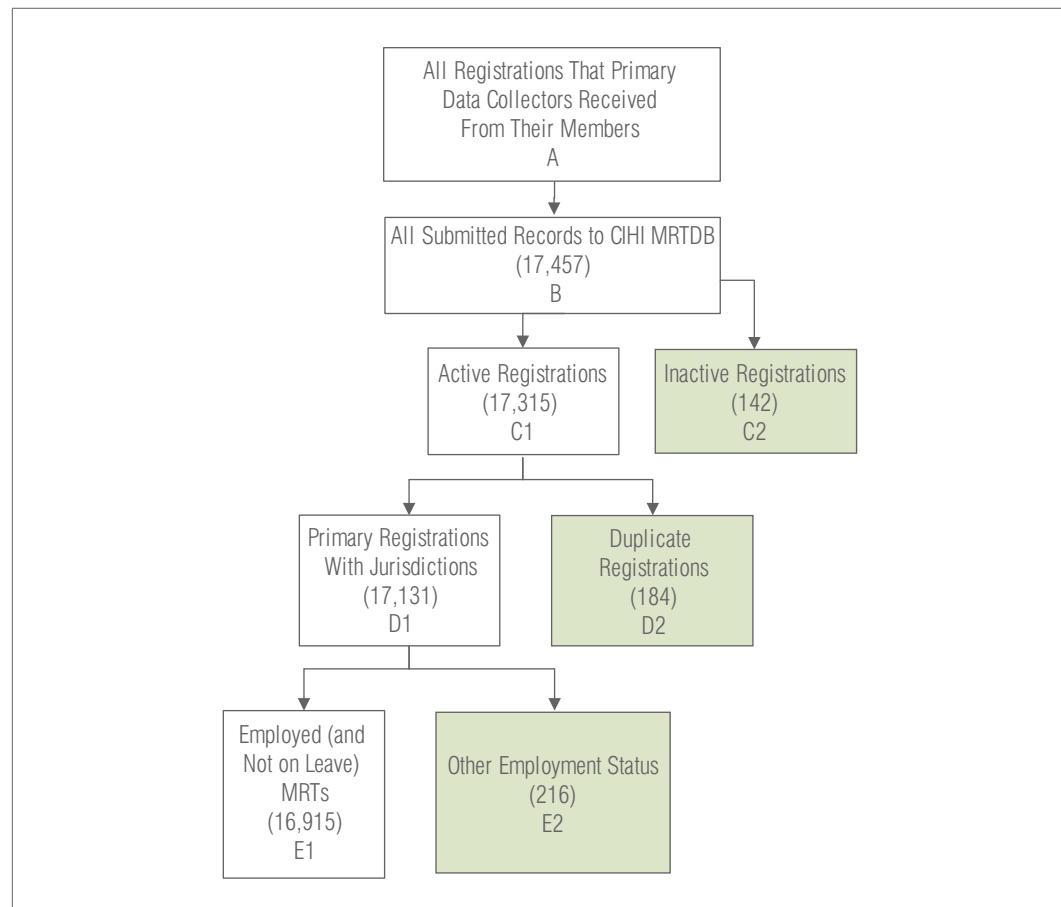 All Registrations That Primary
Data Collectors Received
From Their Members
A
All Submitted Records to CIHI MRTDB
(17,457)
B
Active Registrations
(17,315)
C1
Inactive Registrations
(142)
C2
Primary Registrations
With Jurisdictions
(17,131)
D1
Duplicate
Registrations
(184)
D2
Employed (and
Not on Leave)
MRTs
(16,915)
E1
Other Employment Status
(216)
E2